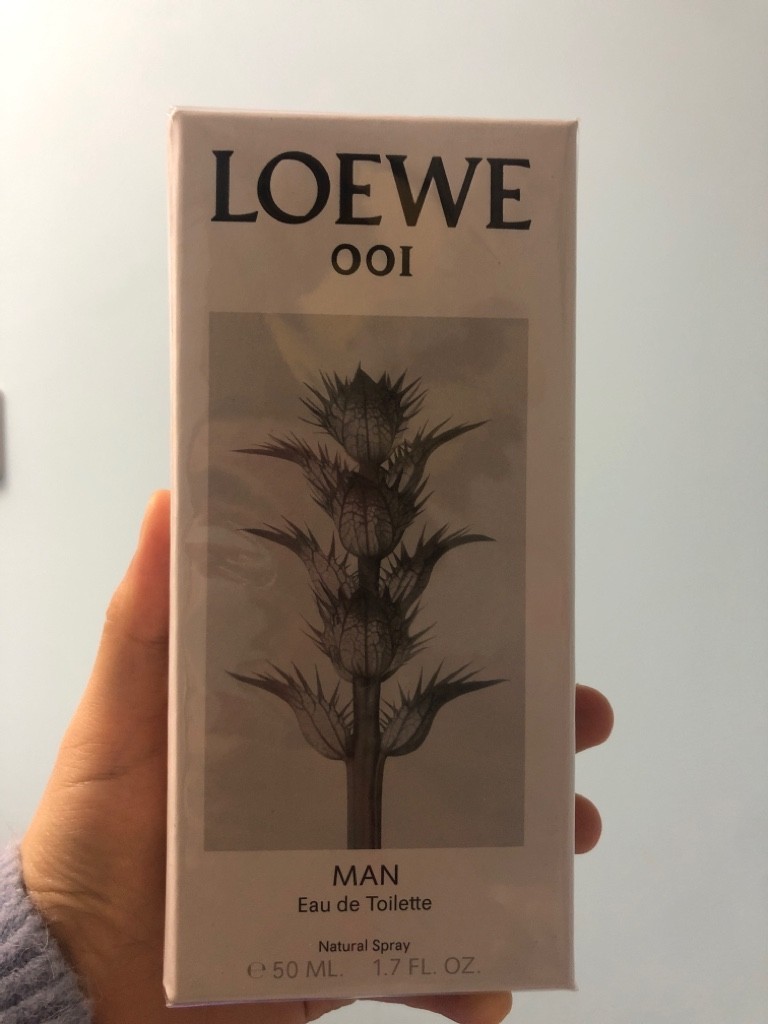 LOEWE
001
MAN
Eau de Toilette
Natural Spray
℮ 50 ML. 1.7 FL. OZ.